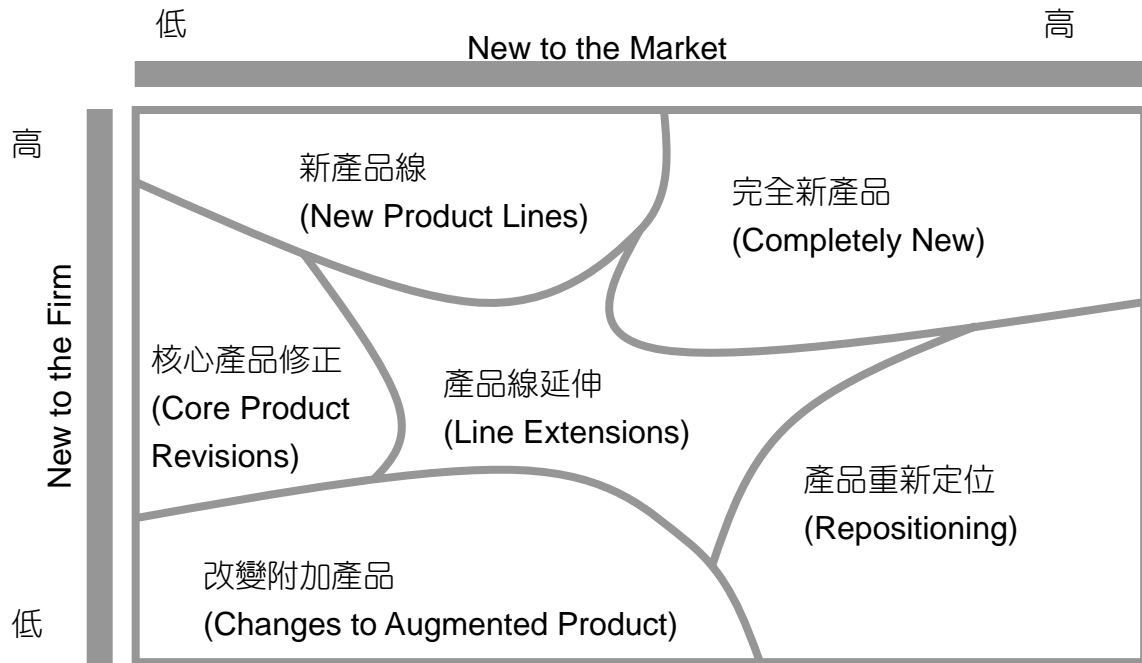 低
高
New to the Market
高
低
New to the Firm
新產品線
(New Product Lines)
完全新產品
(Completely New)
核心產品修正
(Core Product
Revisions)
產品線延伸
(Line Extensions)
產品重新定位
(Repositioning)
改變附加產品
(Changes to Augmented Product)